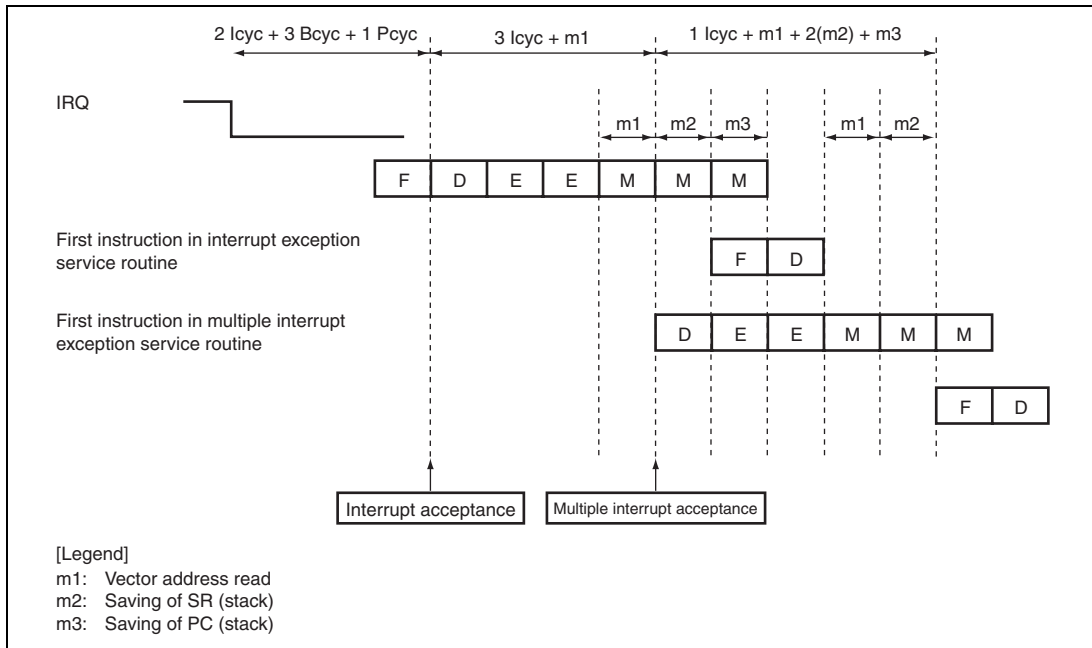 2 Icyc + 3 Bcyc + 1 Pcyc 3 Icyc + m1 1 Icyc + m1 + 2(m2) + m3
IRQ
m1 m2 m3 m1 m2
F D E E M M M
First instruction in interrupt exception
service routine
F D
First instruction in multiple interrupt
exception service routine
D E E M M M
F D
Interrupt acceptance Multiple interrupt acceptance
[Legend]
m1: Vector address read
m2: Saving of SR (stack)
m3: Saving of PC (stack)